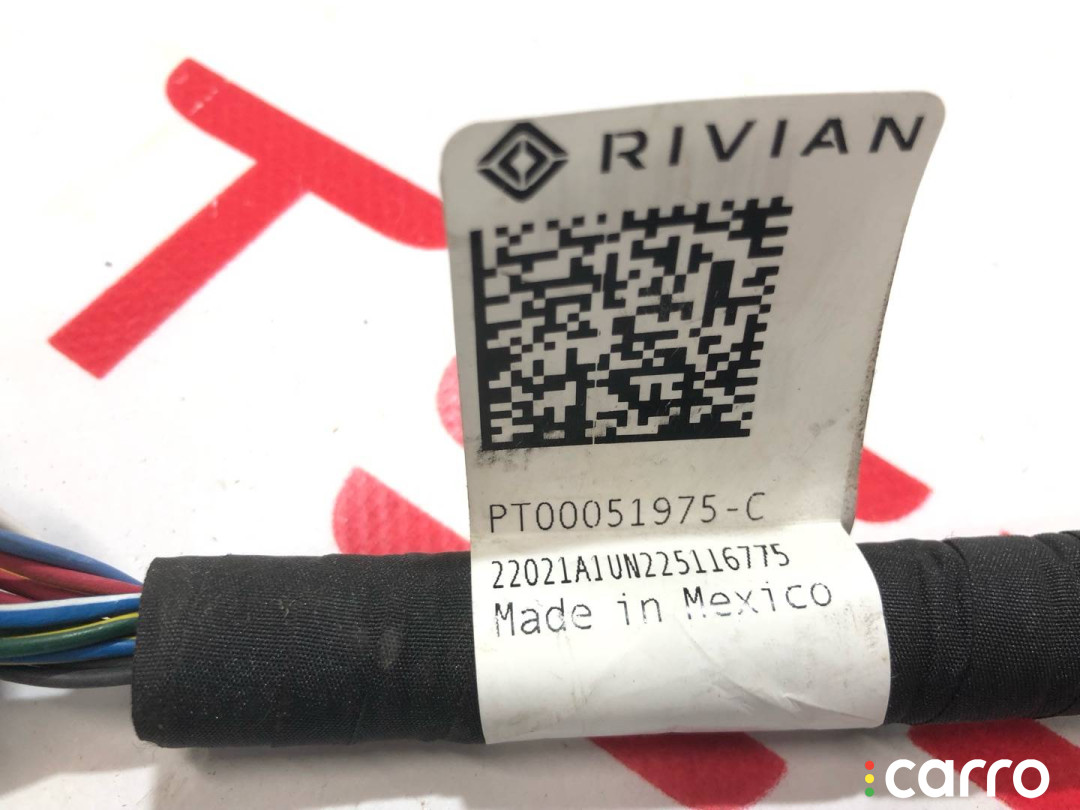 RIVIAN
PT00051975-C
22021A1UN225116775
Made in Mexico
carro